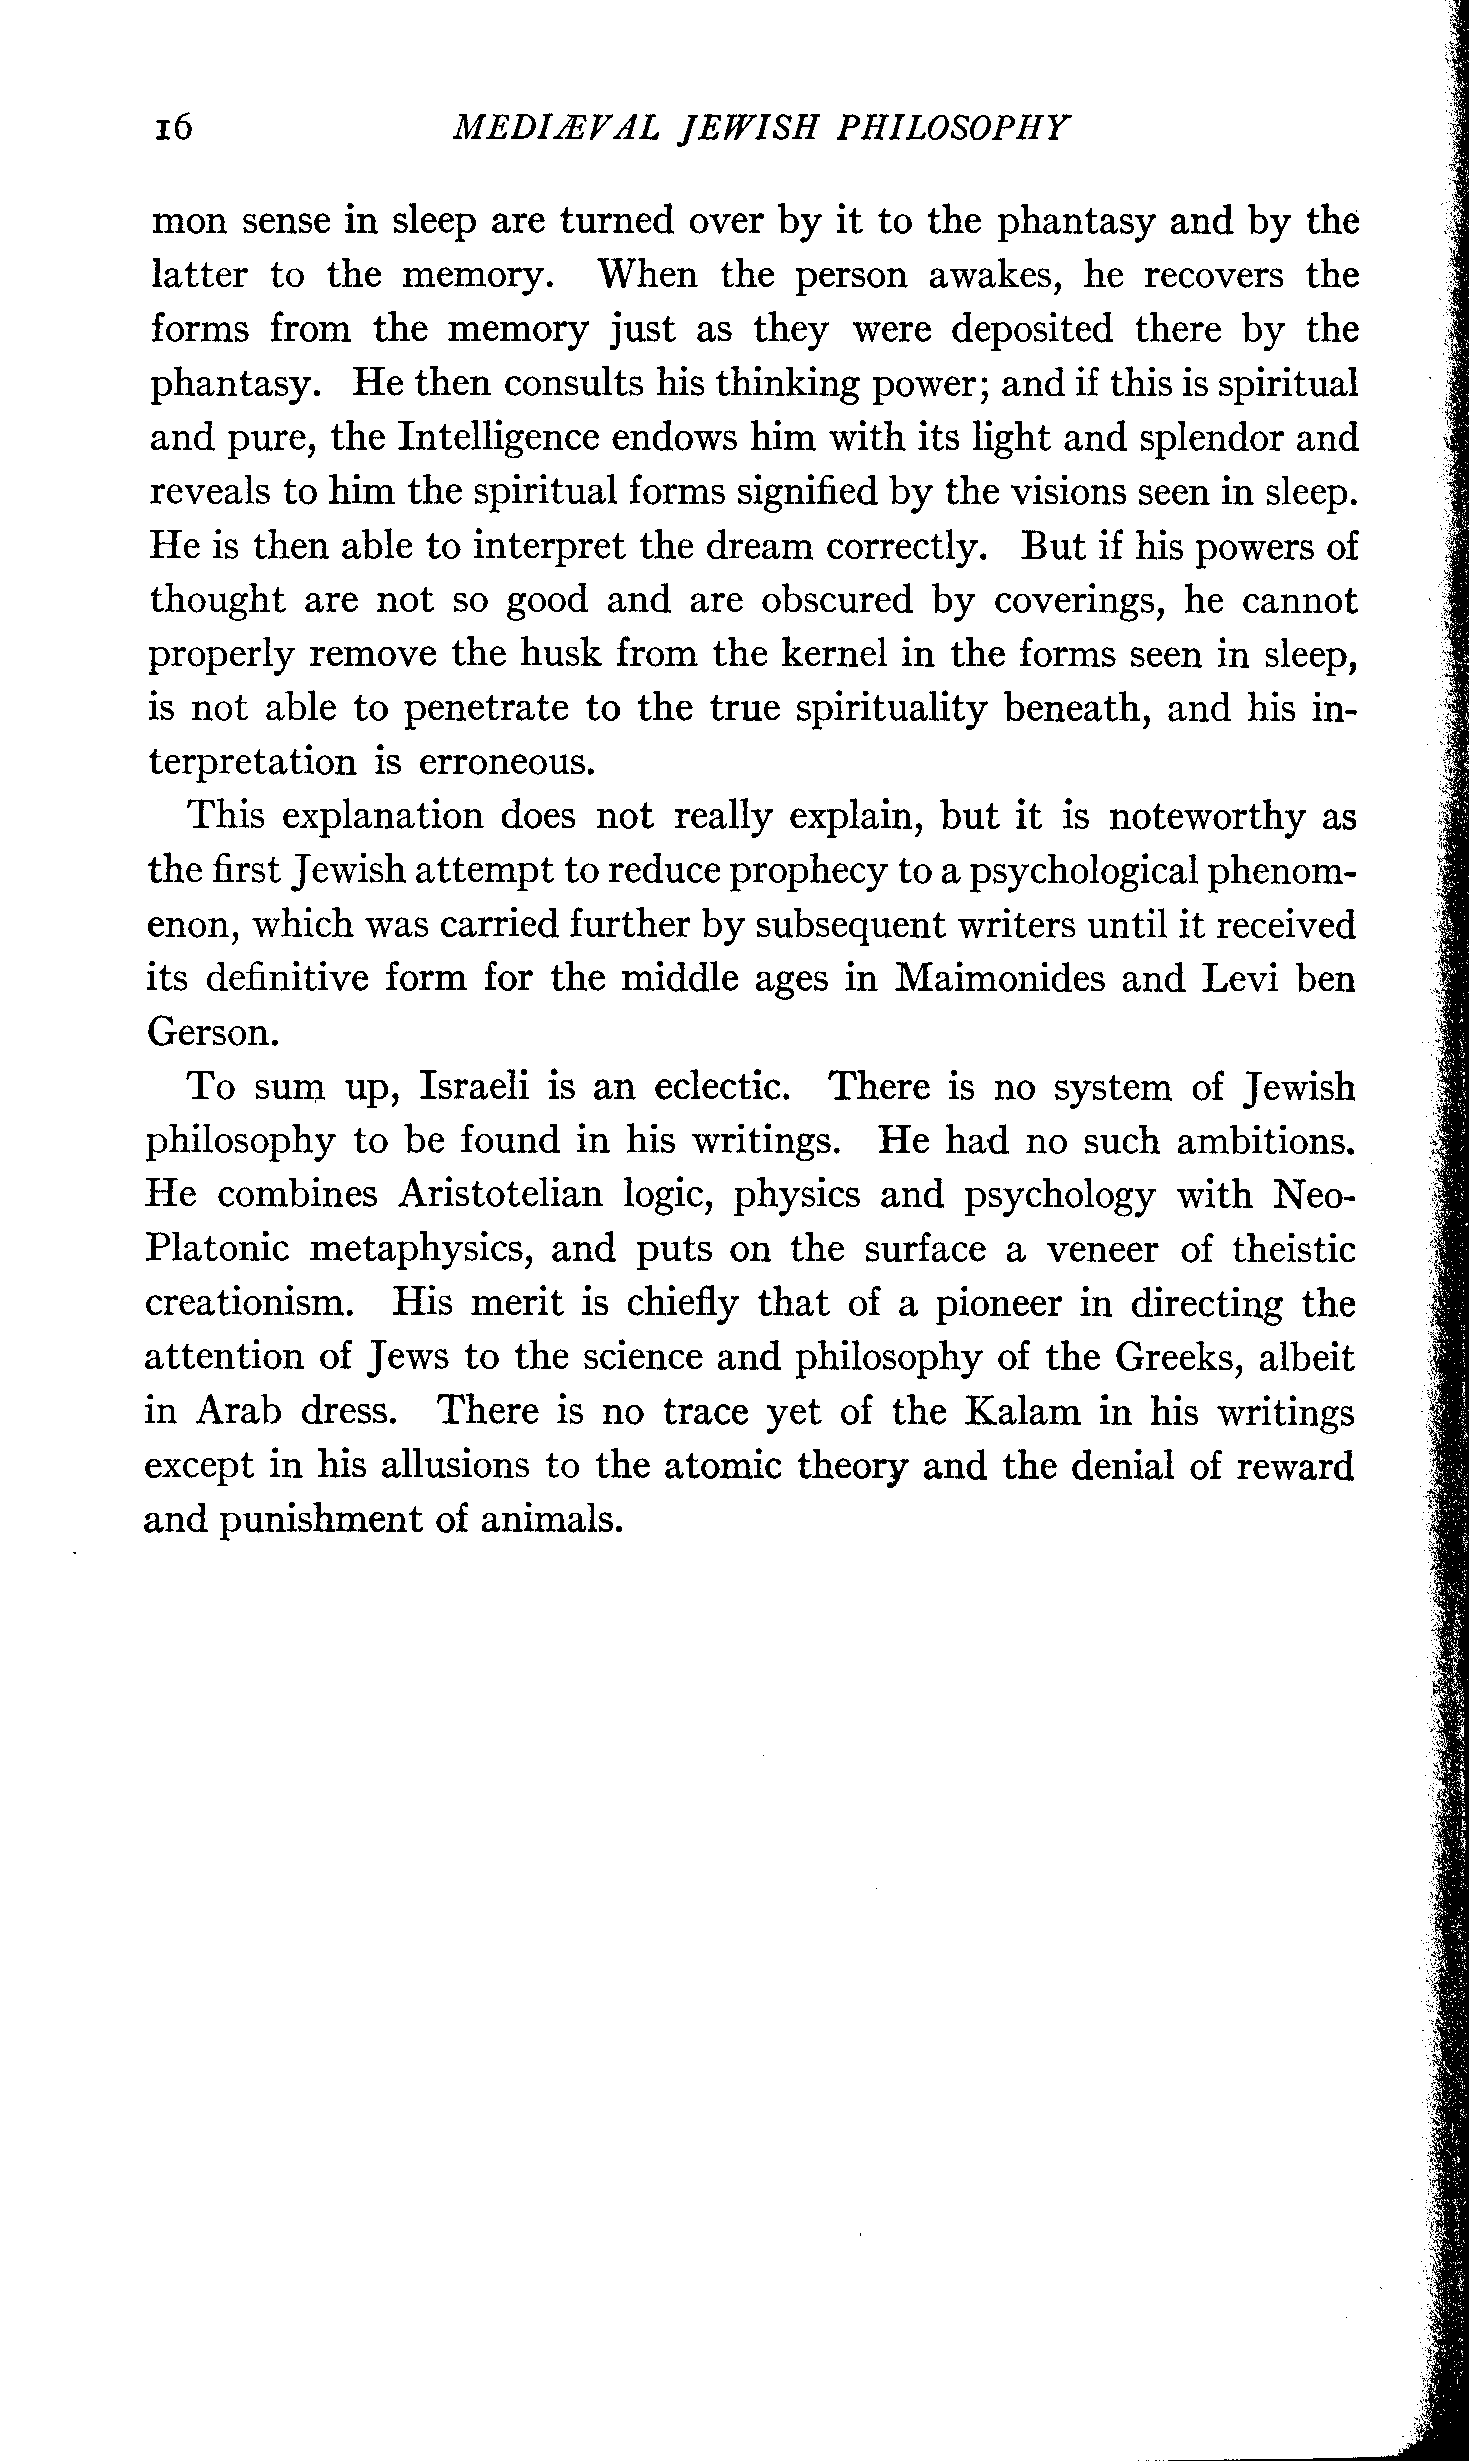 16 MEDIÆVAL JEWISH PHILOSOPHY
mon sense in sleep are turned over by it to the phantasy and by the
latter to the memory. When the person awakes, he recovers the
forms from the memory just as they were deposited there by the
phantasy. He then consults his thinking power; and if this is spiritual
and pure, the Intelligence endows him with its light and splendor and
reveals to him the spiritual forms signified by the visions seen in sleep.
He is then able to interpret the dream correctly. But if his powers of
thought are not so good and are obscured by coverings, he cannot
properly remove the husk from the kernel in the forms seen in sleep,
is not able to penetrate to the true spirituality beneath, and his in-
terpretation is erroneous.
This explanation does not really explain, but it is noteworthy as
the first Jewish attempt to reduce prophecy to a psychological phenom-
enon, which was carried further by subsequent writers until it received
its definitive form for the middle ages in Maimonides and Levi ben
Gerson.
To sum up, Israeli is an eclectic. There is no system of Jewish
philosophy to be found in his writings. He had no such ambitions.
He combines Aristotelian logic, physics and psychology with Neo-
Platonic metaphysics, and puts on the surface a veneer of theistic
creationism. His merit is chiefly that of a pioneer in directing the
attention of Jews to the science and philosophy of the Greeks, albeit
in Arab dress. There is no trace yet of the Kalam in his writings
except in his allusions to the atomic theory and the denial of reward
and punishment of animals.